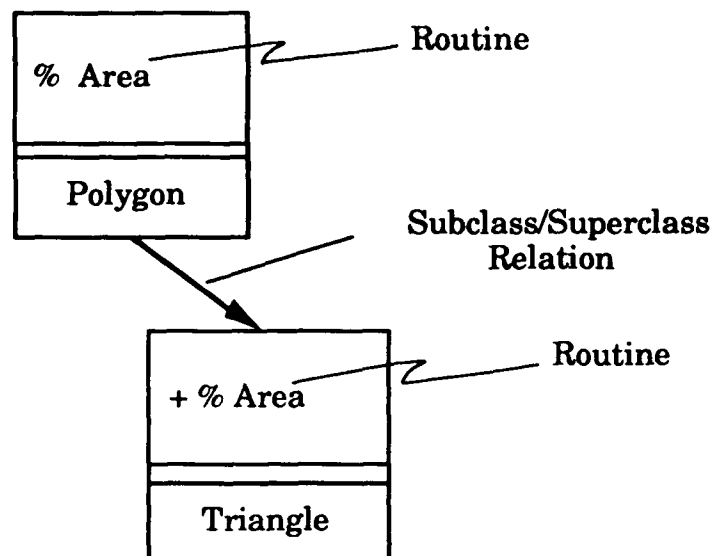 % Area
Routine
Polygon
Subclass/Superclass
Relation
+ % Area
Routine
Triangle